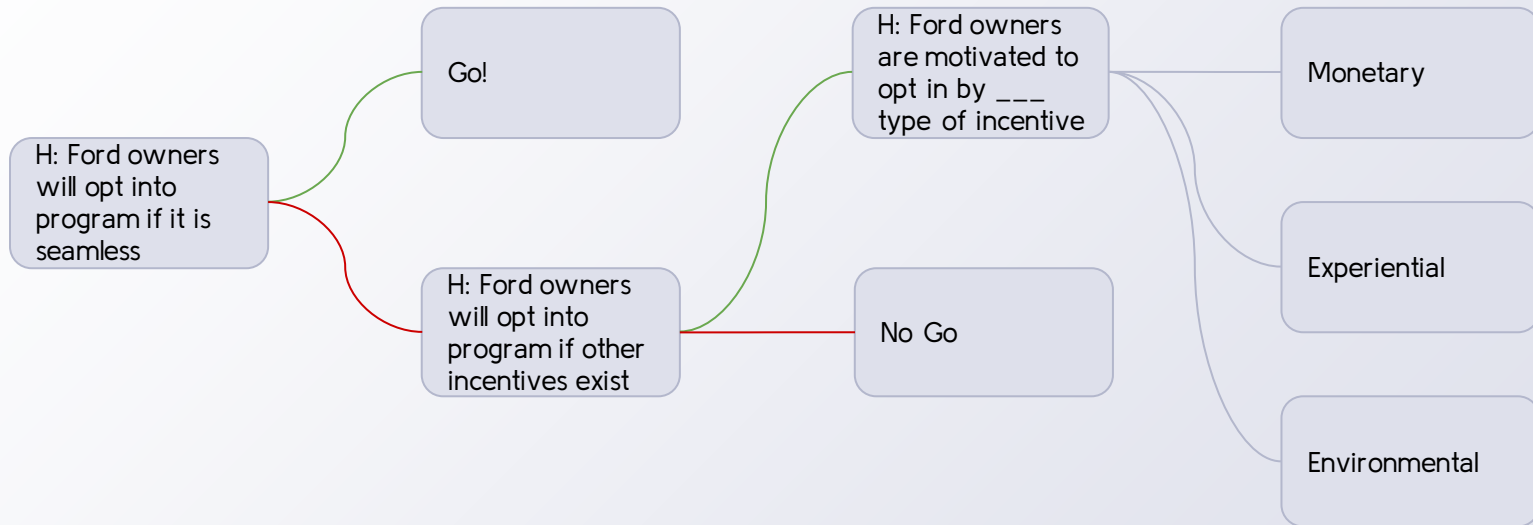 H: Ford owners
will opt into
program if it is
seamless
Go!
H: Ford owners
will opt into
program if other
incentives exist
H: Ford owners
are motivated to
opt in by ___
type of incentive
No Go
Monetary
Experiential
Environmental